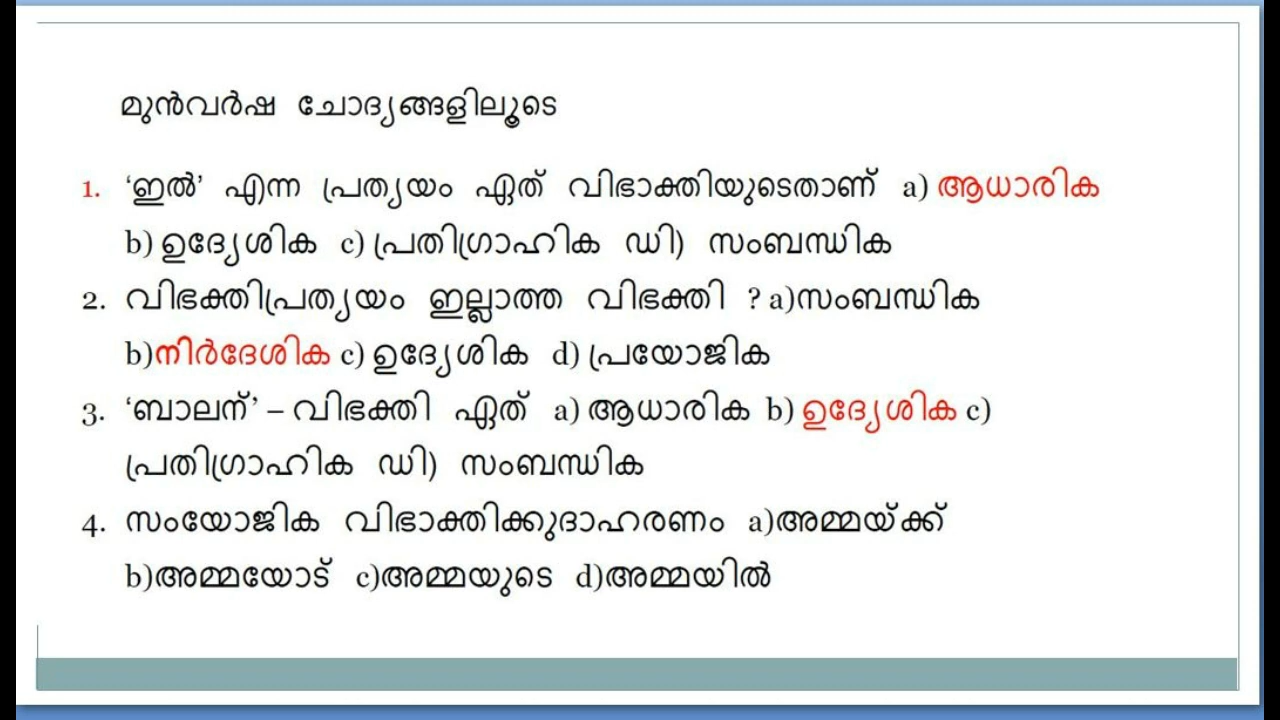 മുൻവർഷ ചോദ്യങ്ങളിലൂടെ
1. ‘ഇൽ’ എന്ന പ്രത്യയം ഏത് വിഭാക്തിയുടെതാണ് a) ആധാരിക
b) ഉദ്യേശിക c) പ്രതിഗ്രാഹിക ഡി) സംബന്ധിക
2. വിഭക്തിപ്രത്യയം ഇല്ലാത്ത വിഭക്തി ? a)സംബന്ധിക
b)നിർദേശിക c) ഉദ്യേശിക d) പ്രയോജിക
3. ‘ബാലന്’ – വിഭക്തി ഏത് a) ആധാരിക b) ഉദ്യേശിക c)
പ്രതിഗ്രാഹിക ഡി) സംബന്ധിക
4. സംയോജിക വിഭാക്തിക്കുദാഹരണം a)അമ്മയ്ക്ക്
b)അമ്മയോട് c)അമ്മയുടെ d)അമ്മയിൽ